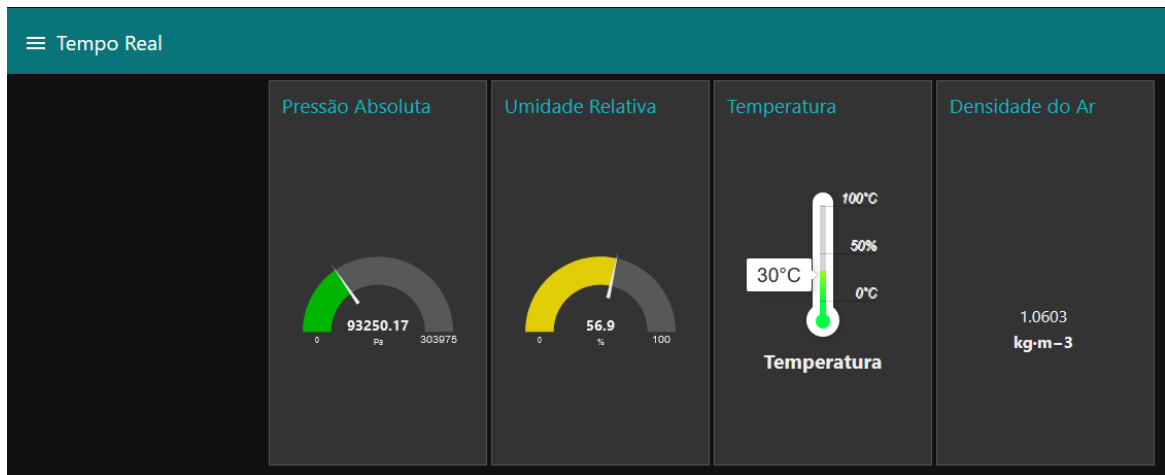 Tempo Real
Pressão Absoluta
93250.17
Pa
0
303975
Umidade Relativa
56.9
%
0
100
Temperatura
100°C
50%
30°C
0°C
Temperatura
Densidade do Ar
1.0603
kg·m−3